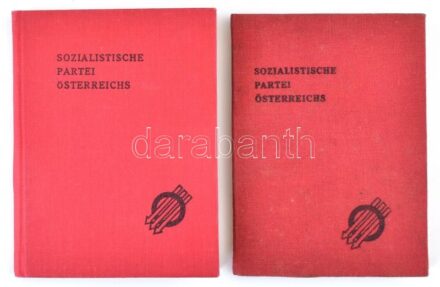 SOZIALISTISCHE
PARTEI
ÖSTERREICHS
SOZIALISTISCHE
PARTEI
ÖSTERREICHS
darabanth